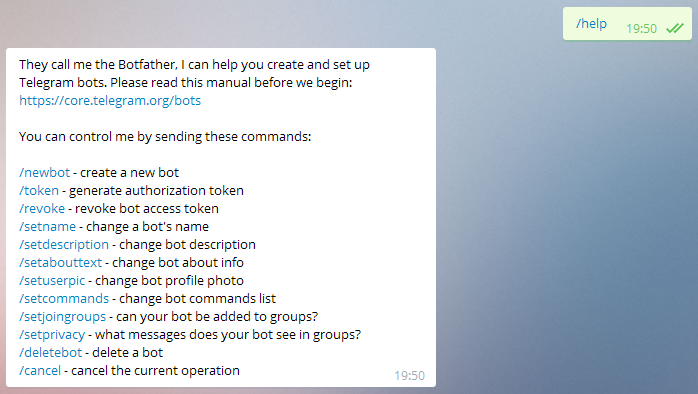 /help
19:50
They call me the Botfather, I can help you create and set up
Telegram bots. Please read this manual before we begin:
https://core.telegram.org/bots
You can control me by sending these commands:
/newbot - create a new bot
/token - generate authorization token
/revoke - revoke bot access token
/setname - change a bot's name
/setdescription - change bot description
/setabouttext - change bot about info
/setuserpic - change bot profile photo
/setcommands - change bot commands list
/setjoingroups - can your bot be added to groups?
/setprivacy - what messages does your bot see in groups?
/deletebot - delete a bot
/cancel - cancel the current operation
19:50